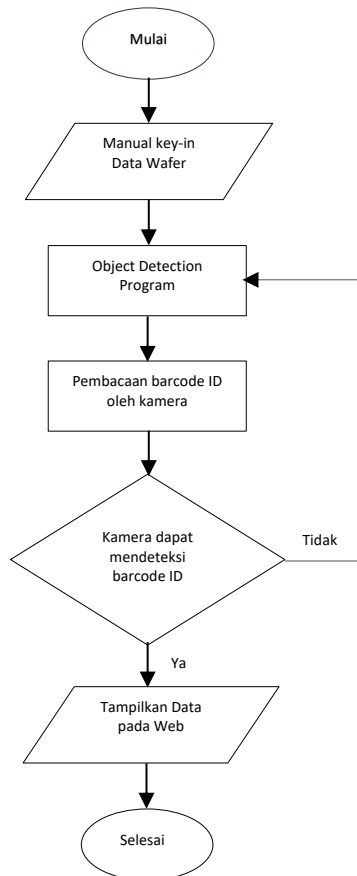 Mulai
Manual key-in
Data Wafer
Object Detection
Program
Pembacaan barcode ID
oleh kamera
Kamera dapat
mendeteksi
barcode ID
Tidak
Ya
Tampilkan Data
pada Web
Selesai